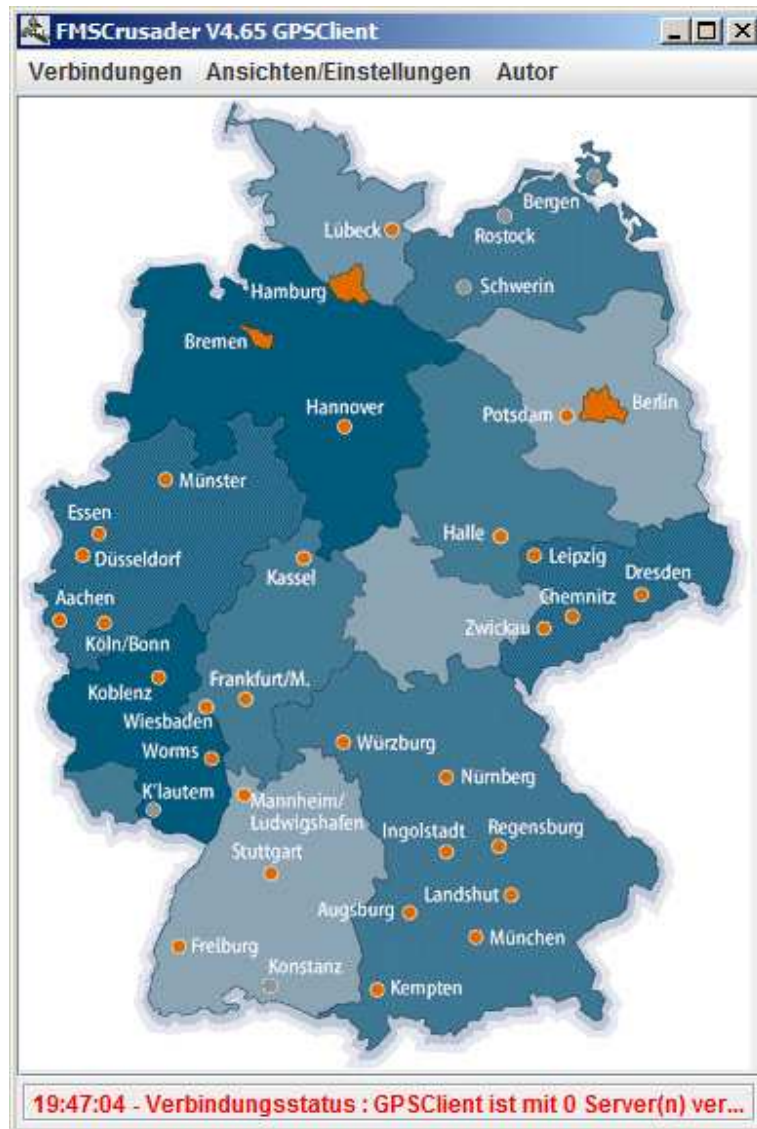 FMSCrusader V4.65 GPSClient
Verbindungen Ansichten/Einstellungen Autor
Bergen
Rostock
Lübeck
Schwerin
Hamburg
Bremen
Hannover
Potsdam
Berlin
Münster
Essen
Düsseldorf
Halle
Leipzig
Kassel
Dresden
Chemnitz
Aachen
Zwickau
Köln/Bonn
Koblenz
Frankfurt/M.
Wiesbaden
Worms
Würzburg
Nürnberg
K'lautern
Mannheim/
Ludwigshafen
Ingolstadt
Regensburg
Stuttgart
Landshut
Augsburg
München
Freiburg
Konstanz
Kempten
19:47:04 - Verbindungsstatus : GPSClient ist mit 0 Server(n) ver...